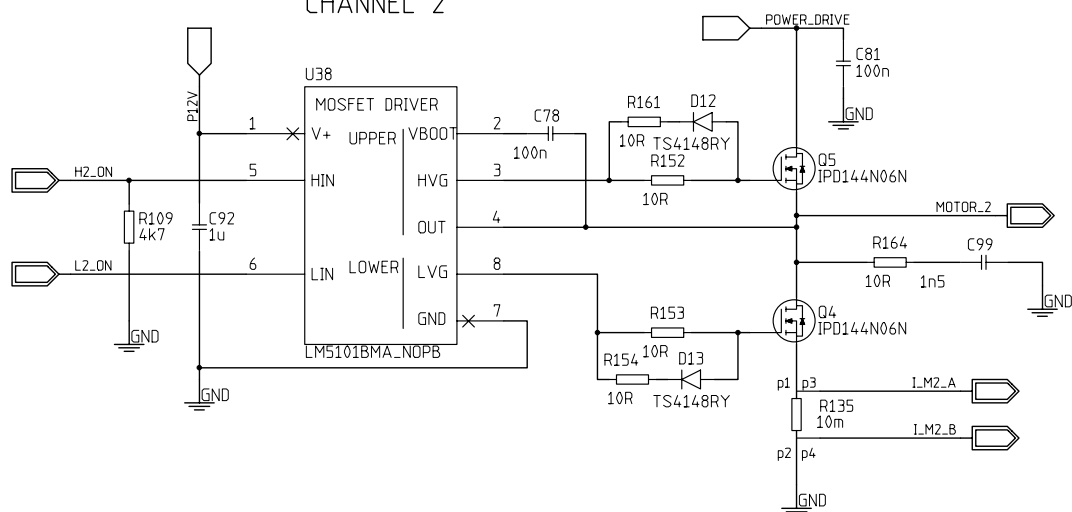 CHANNEL 2
POWER_DRIVE
C81
100n
GND
P12V
U38
MOSFET DRIVER
1
V+
UPPER
VBOOT
2
C78
100n
R161
D12
10R
TS4148RY
R152
10R
Q5
IPD144N06N
H2_ON
5
HIN
HVG
3
R109
4k7
C92
1u
OUT
4
MOTOR_2
L2_ON
6
LIN
LOWER
LVG
8
R164
10R
C99
1n5
GND
GND
7
GND
LM5101BMA_NOPB
R153
10R
Q4
IPD144N06N
R154
10R
D13
TS4148RY
GND
p1
p3
I_M2_A
R135
10m
I_M2_B
p2
p4
GND